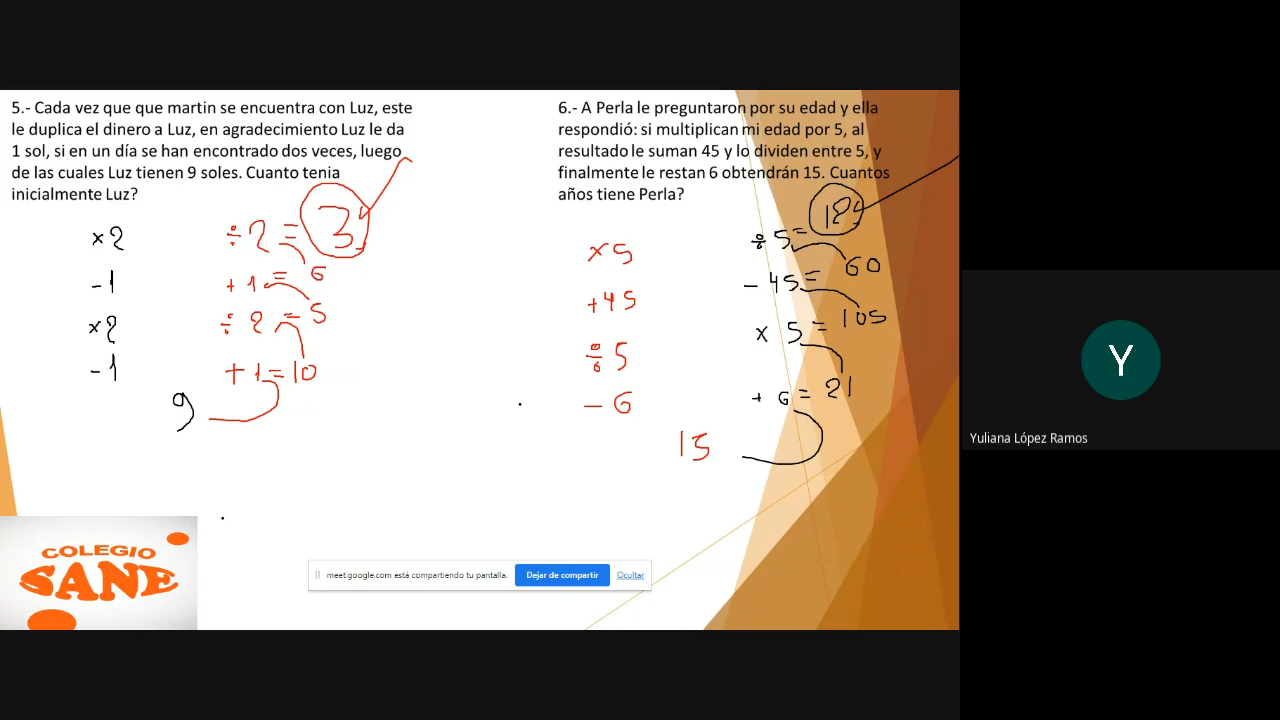 5.- Cada vez que que martin se encuentra con Luz, este
le duplica el dinero a Luz, en agradecimiento Luz le da
1 sol, si en un día se han encontrado dos veces, luego
de las cuales Luz tienen 9 soles. Cuanto tenia
inicialmente Luz?
×2 ÷2 = 3
-1 +1 = 6
×2 ÷2 = 5
-1 +1 = 10
9
6.- A Perla le preguntaron por su edad y ella
respondió: si multiplican mi edad por 5, al
resultado le suman 45 y lo dividen entre 5, y
finalmente le restan 6 obtendrán 15. Cuantos
años tiene Perla?
×5 ÷5 = 12
+45 -45 = 60
÷5 × 5 = 105
-6 +6 = 21
15
COLEGIO
SANE
meet.google.com está compartiendo tu pantalla.
Dejar de compartir
Ocultar
Y
Yuliana López Ramos